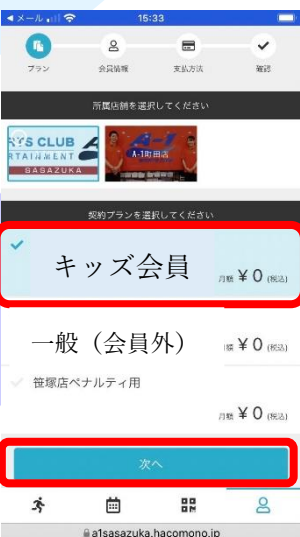 メール
15:33
プラン 会員情報 支払方法 確認
所属店舗を選択してください
SASAZUKA
A-1町田店
契約プランを選択してください
キッズ会員
月額 ¥ 0 (税込)
一般（会員外）
¥ 0 (税込)
笹塚店ペナルティ用
月額 ¥ 0 (税込)
次へ
a1sasazuka.hacomono.jp